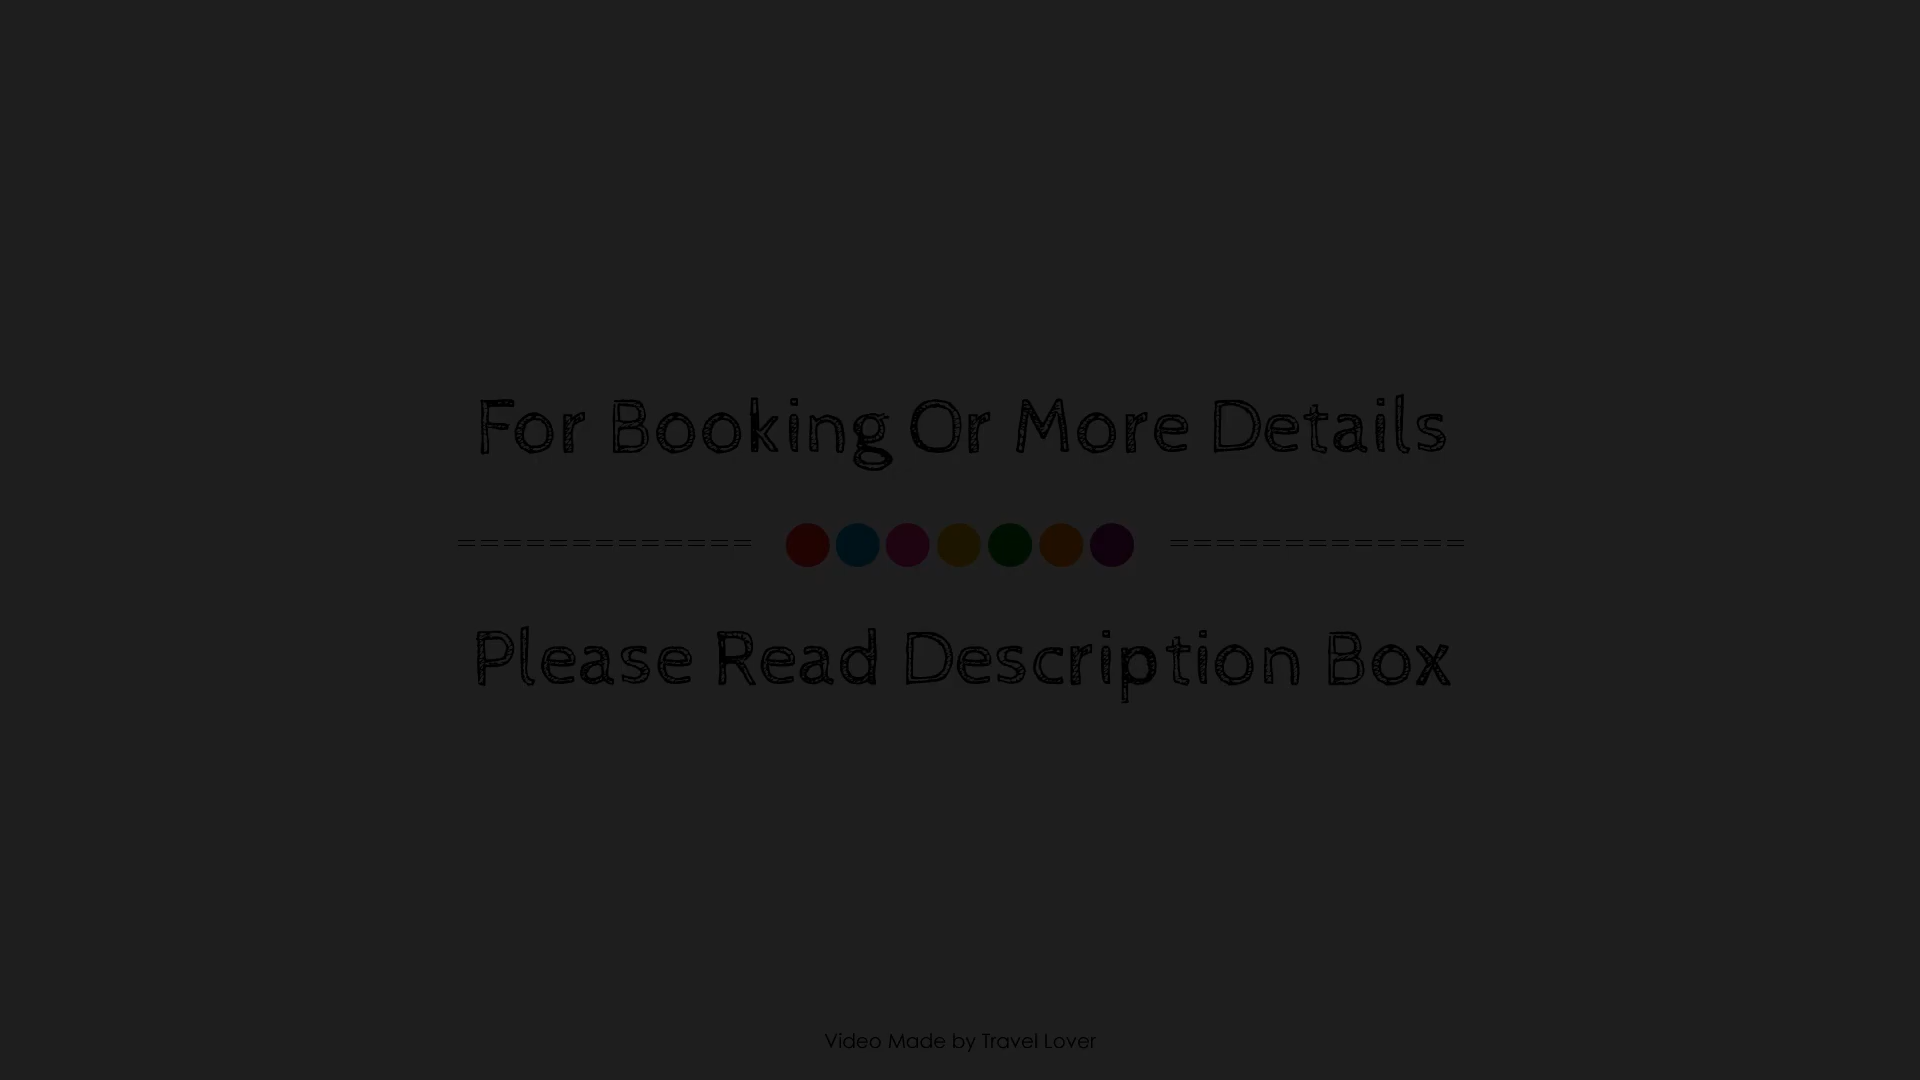 For Booking Or More Details
============= =============
Please Read Description Box
Video Made by Travel Lover